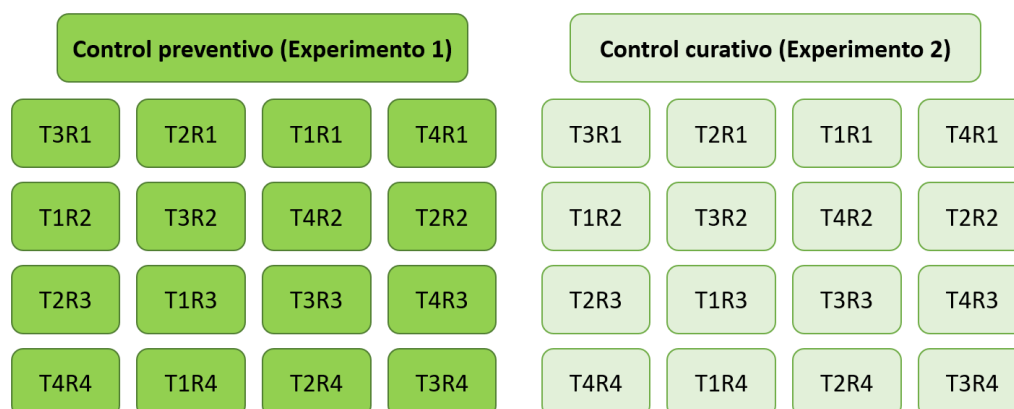 Control preventivo (Experimento 1)
Control curativo (Experimento 2)
T3R1 T2R1 T1R1 T4R1 T3R1 T2R1 T1R1 T4R1
T1R2 T3R2 T4R2 T2R2 T1R2 T3R2 T4R2 T2R2
T2R3 T1R3 T3R3 T4R3 T2R3 T1R3 T3R3 T4R3
T4R4 T1R4 T2R4 T3R4 T4R4 T1R4 T2R4 T3R4